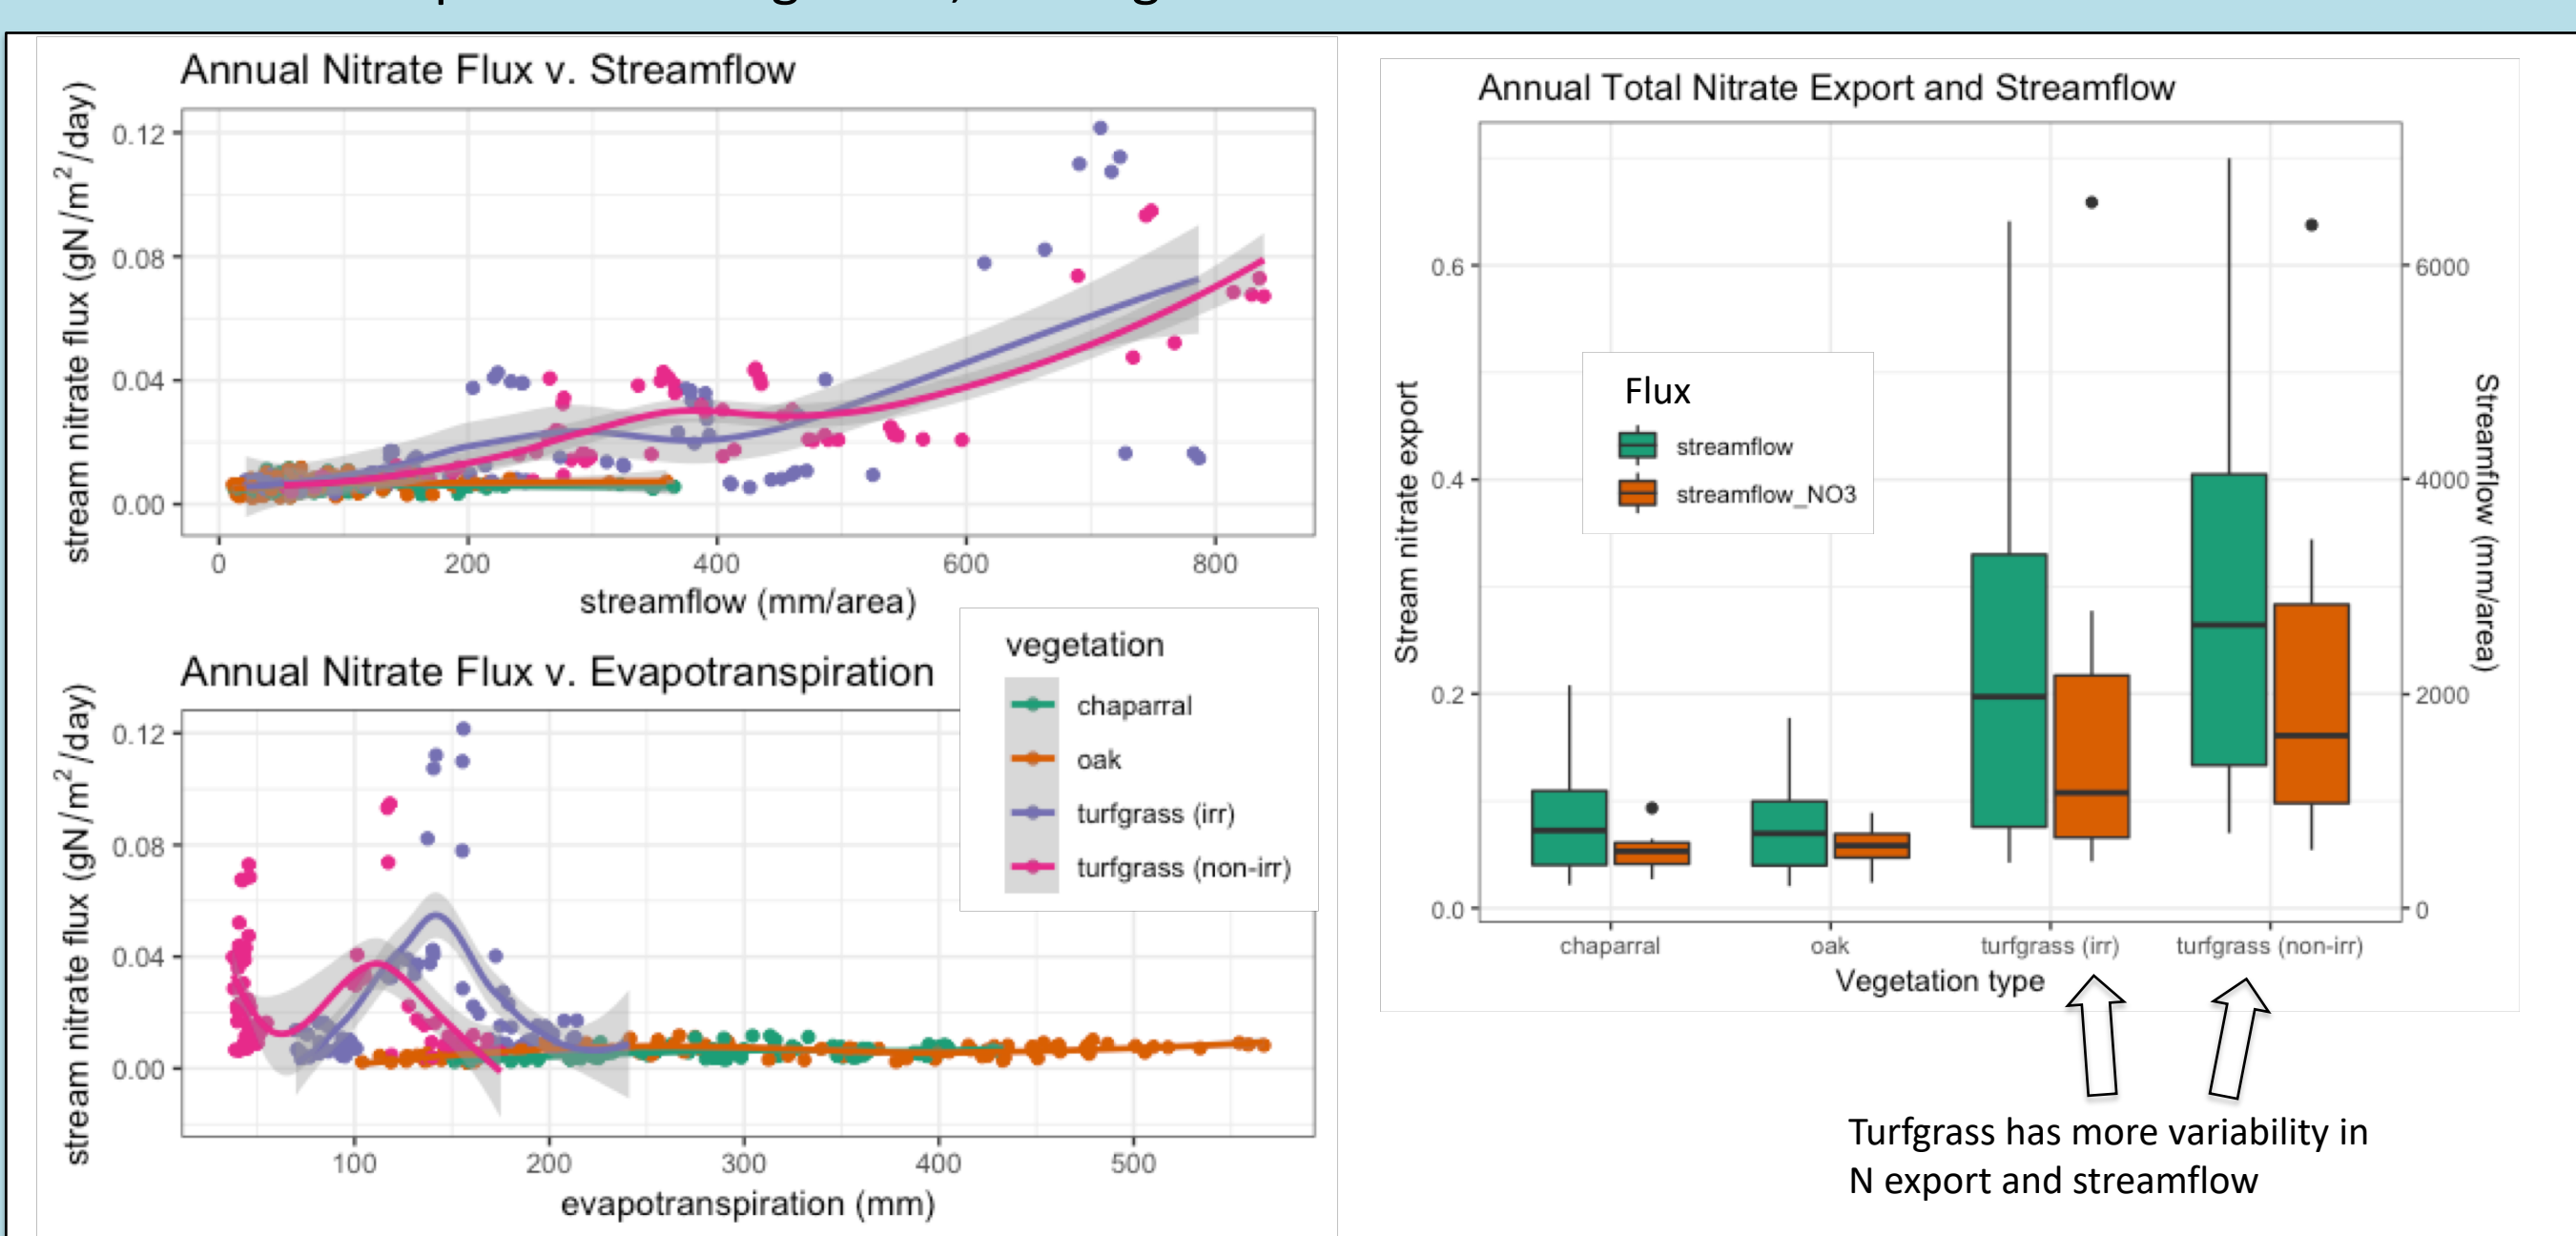 Annual Nitrate Flux v. Streamflow
stream nitrate flux (gN/m²/day)
0.12
0.08
0.04
0.00
0 200 400 600 800
streamflow (mm/area)
Annual Nitrate Flux v. Evapotranspiration
stream nitrate flux (gN/m²/day)
0.12
0.08
0.04
0.00
100 200 300 400 500
evapotranspiration (mm)
vegetation
chaparral
oak
turfgrass (irr)
turfgrass (non-irr)
Annual Total Nitrate Export and Streamflow
Stream nitrate export
0.6
0.4
0.2
0.0
Flux
streamflow
streamflow_NO3
6000
4000
2000
0
Streamflow (mm/area)
chaparral oak turfgrass (irr) turfgrass (non-irr)
Vegetation type
Turfgrass has more variability in
N export and streamflow